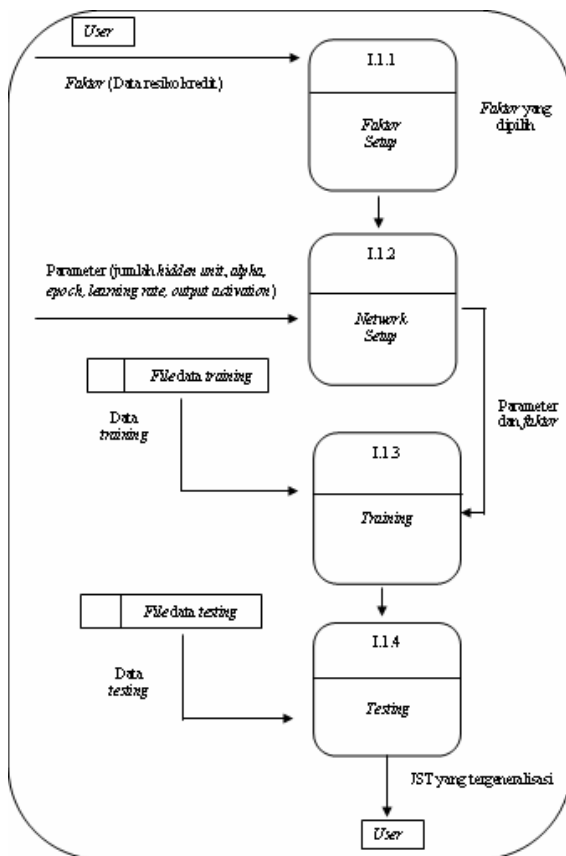 User
Faktor (Data resiko kredit)
I.1.1
Faktor
Setup
Faktor yang
dipilih
Parameter (jumlah hidden unit, alpha,
epoch, learning rate, output activation)
I.1.2
Network
Setup
File data training
Data
training
Parameter
dan faktor
I.1.3
Training
File data testing
Data
testing
I.1.4
Testing
JST yang tergeneralisasi
User